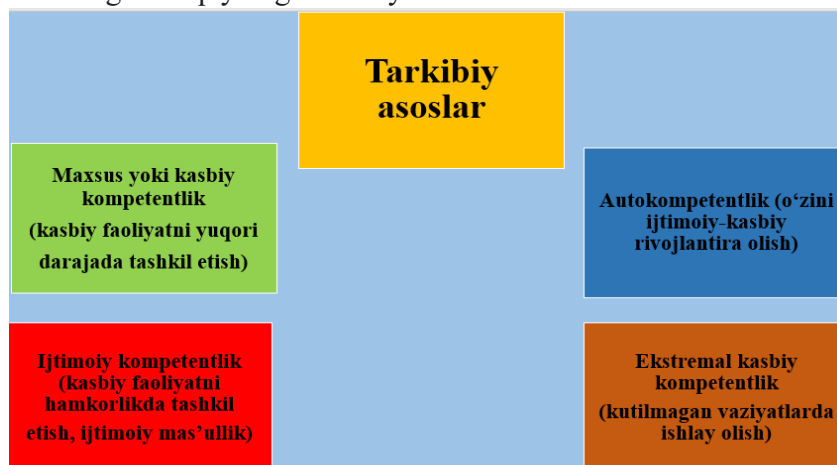 Tarkibiy
asoslar
Maxsus yoki kasbiy
kompetentlik
(kasbiy faoliyatni yuqori
darajada tashkil etish)
Autokompetentlik (o‘zini
ijtimoiy-kasbiy
rivojlantira olish)
Ijtimoiy kompetentlik
(kasbiy faoliyatni
hamkorlikda tashkil
etish, ijtimoiy mas’ullik)
Ekstremal kasbiy
kompetentlik
(kutilmagan vaziyatlarda
ishlay olish)